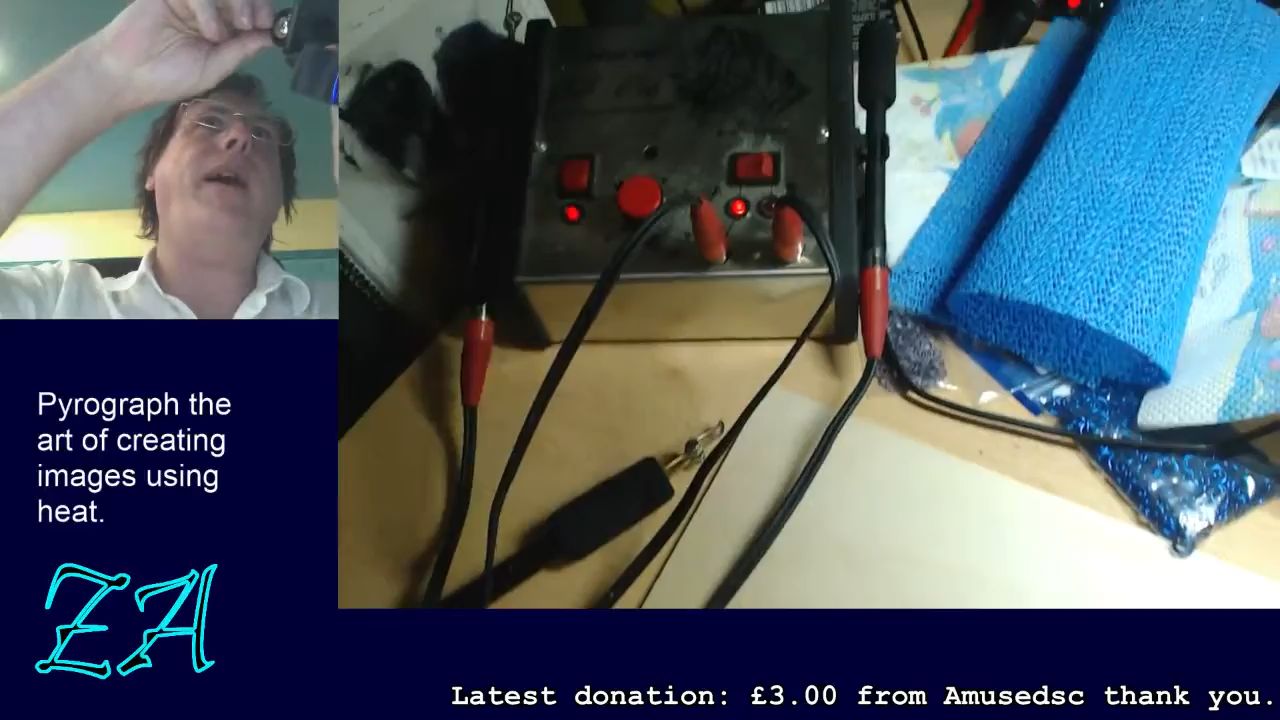 Pyrograph the
art of creating
images using
heat.
ZA
Latest donation: £3.00 from Amusedsc thank you.